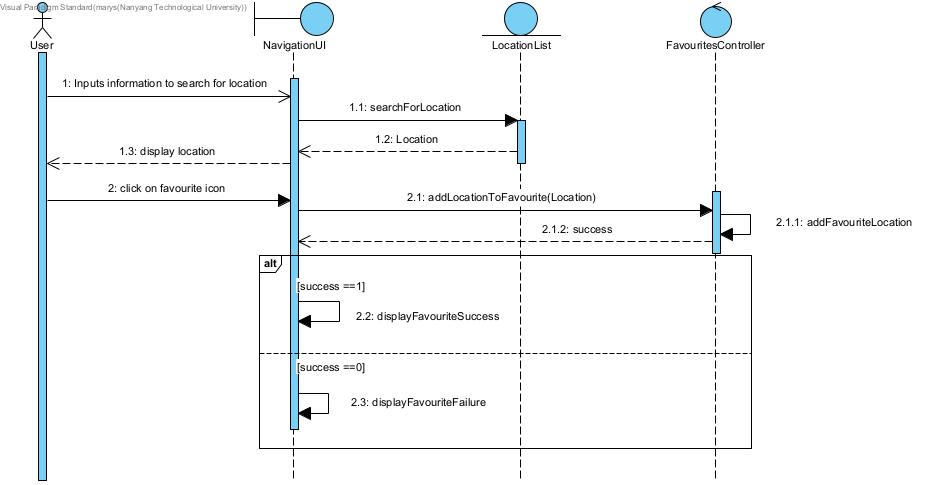 Visual Paradigm Standard(marys(Nanyang Technological University))
User
NavigationUI
LocationList
FavouritesController
1: Inputs information to search for location
1.1: searchForLocation
1.2: Location
1.3: display location
2: click on favourite icon
2.1: addLocationToFavourite(Location)
2.1.1: addFavouriteLocation
2.1.2: success
alt
[success ==1]
2.2: displayFavouriteSuccess
[success ==0]
2.3: displayFavouriteFailure